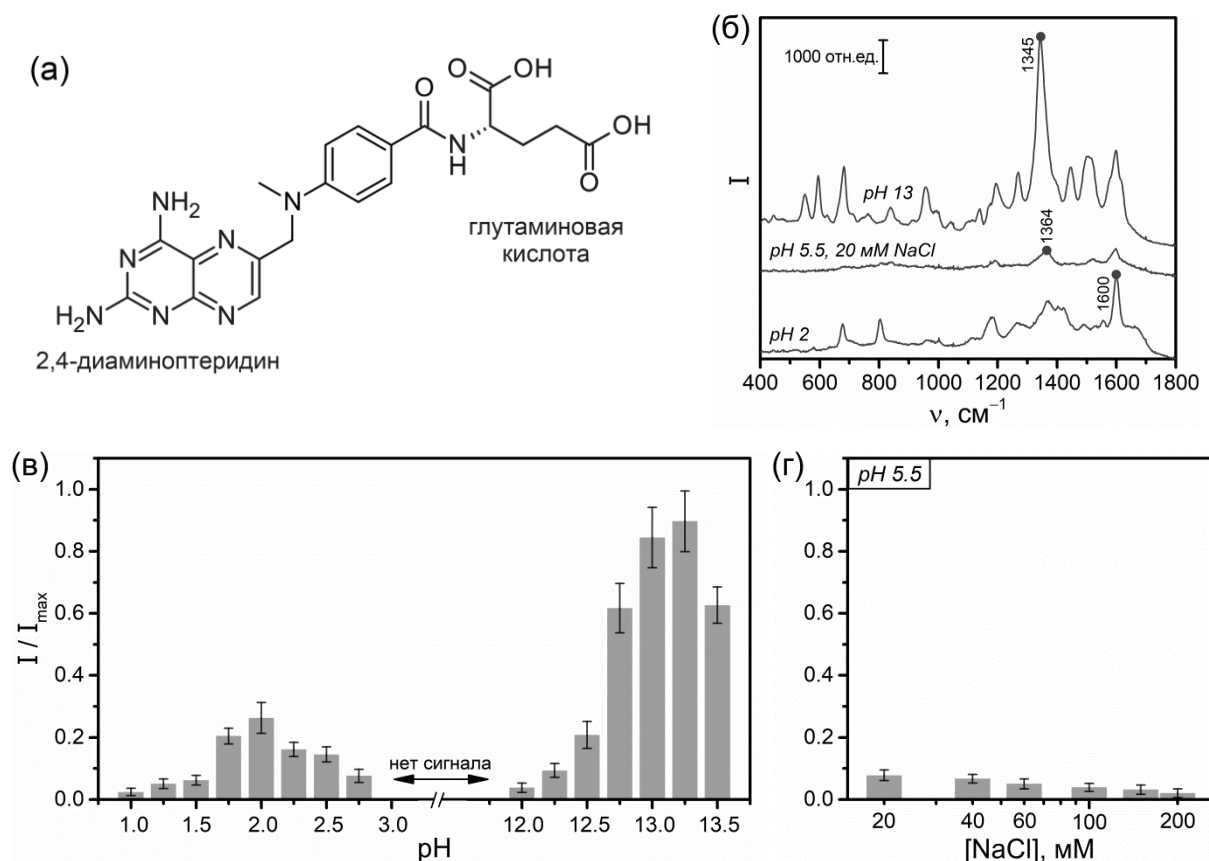 (а)
O
OH
O
N
H
OH
O
N
NH₂
N
N
H₂N
N
N
глутаминовая
кислота
2,4-диаминоптеридин
(б)
1000 отн.ед.
1345
pH 13
1364
pH 5.5, 20 мМ NaCl
1600
pH 2
I
400 600 800 1000 1200 1400 1600 1800
ν, см⁻¹
(в)
I / Imax
1.0
0.8
0.6
0.4
0.2
0.0
нет сигнала
1.0 1.5 2.0 2.5 3.0 12.0 12.5 13.0 13.5
pH
(г)
pH 5.5
1.0
0.8
0.6
0.4
0.2
0.0
20 40 60 100 200
[NaCl], мМ